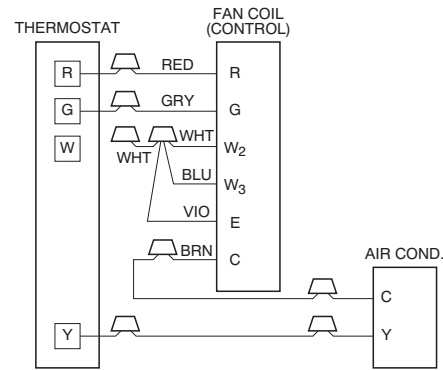 THERMOSTAT
FAN COIL
(CONTROL)
R
RED
R
G
GRY
G
W
WHT
WHT
W2
BLU
W3
VIO
E
BRN
C
AIR COND.
C
Y
Y